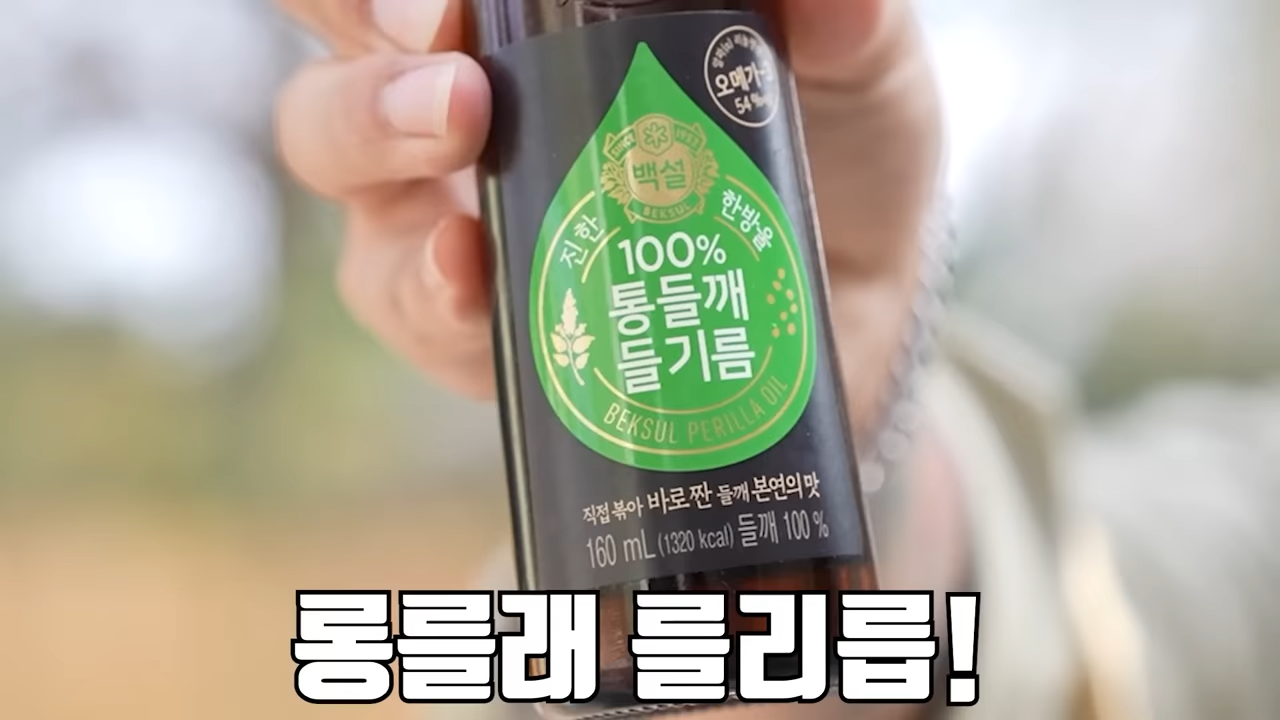 오메가-3
54%
SINCE 1953
백설
BEKSUL
진한 한방울
100%
통들깨
들기름
BEKSUL PERILLA OIL
직접 볶아 바로 짠 들깨 본연의 맛
160 mL (1320 kcal) 들깨 100 %
롱를래 를리릅!